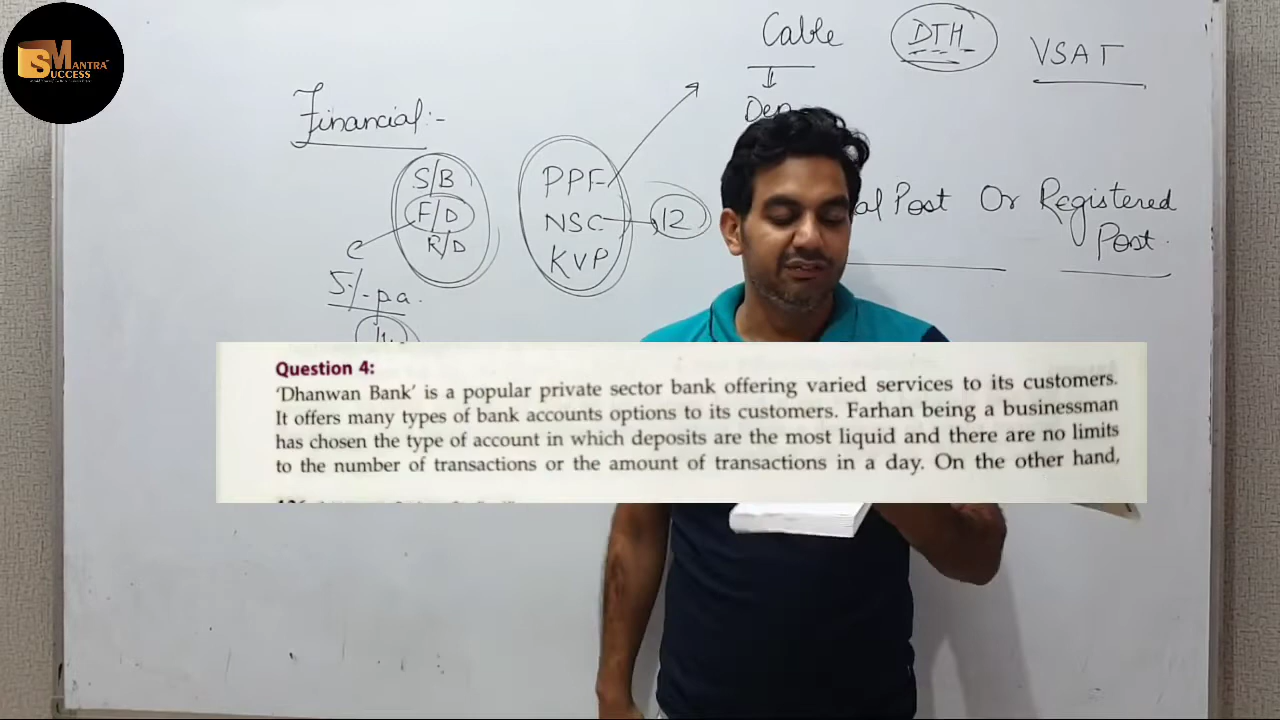 SMANTRA
SUCCESS
Cable
DTH
VSAT
Financial:-
S/B
F/D
R/D
PPF
NSC
KVP
12
Post Or Registered
Post.
5%. pa.
Question 4:
'Dhanwan Bank' is a popular private sector bank offering varied services to its customers.
It offers many types of bank accounts options to its customers. Farhan being a businessman
has chosen the type of account in which deposits are the most liquid and there are no limits
to the number of transactions or the amount of transactions in a day. On the other hand,